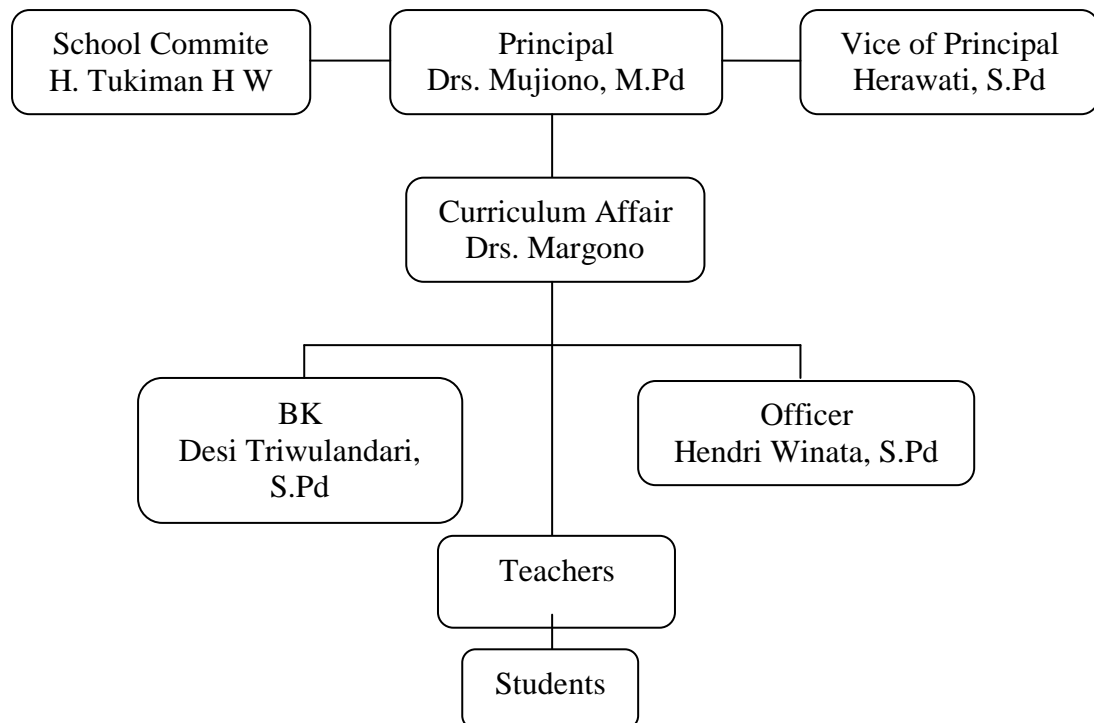 School Commite
H. Tukiman H W
Principal
Drs. Mujiono, M.Pd
Vice of Principal
Herawati, S.Pd
Curriculum Affair
Drs. Margono
BK
Desi Triwulandari,
S.Pd
Officer
Hendri Winata, S.Pd
Teachers
Students